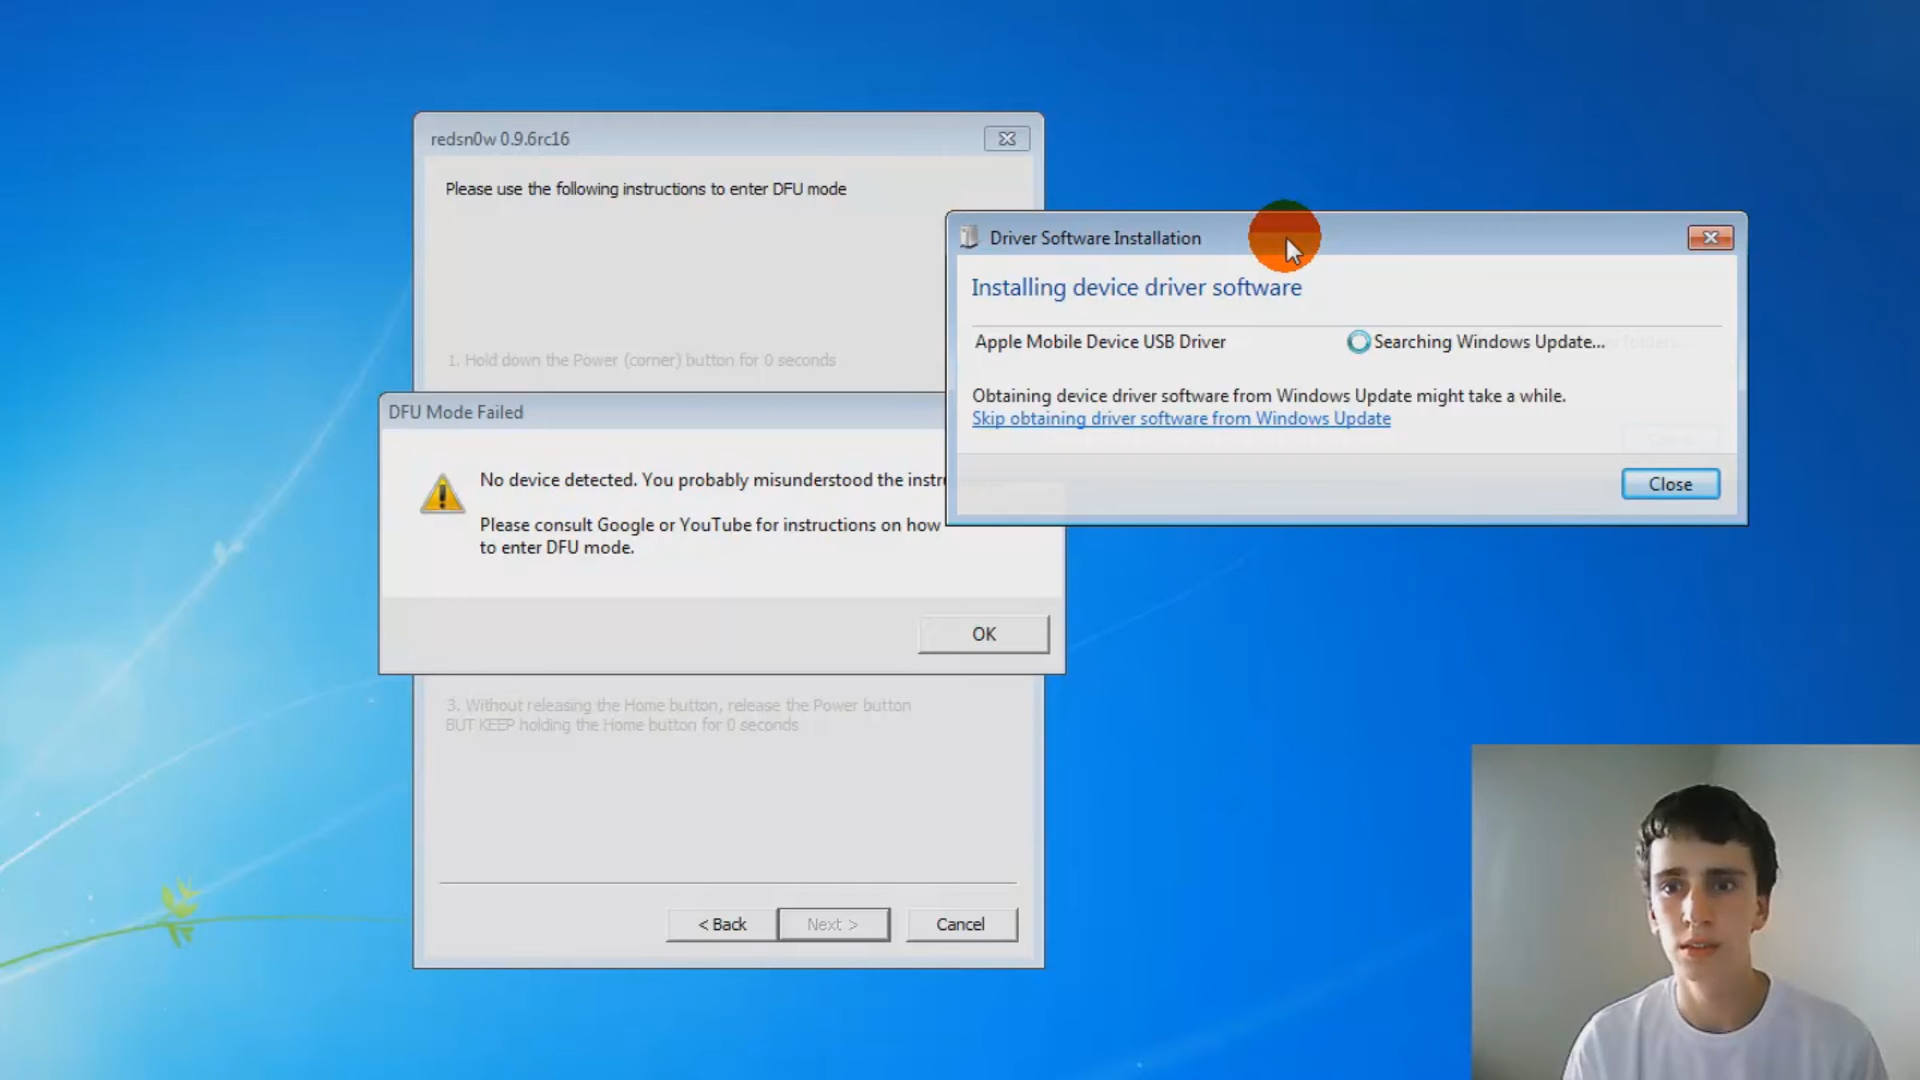 redsn0w 0.9.6rc16
Please use the following instructions to enter DFU mode
1. Hold down the Power (corner) button for 0 seconds
DFU Mode Failed
No device detected. You probably misunderstood the
Please consult Google or YouTube for instructions on how
to enter DFU mode.
OK
3. Without releasing the Home button, release the Power button
BUT KEEP holding the Home button for 0 seconds
< Back
Next >
Cancel
Driver Software Installation
Installing device driver software
Apple Mobile Device USB Driver
Searching Windows Update...
Obtaining device driver software from Windows Update might take a while.
Skip obtaining driver software from Windows Update
Close